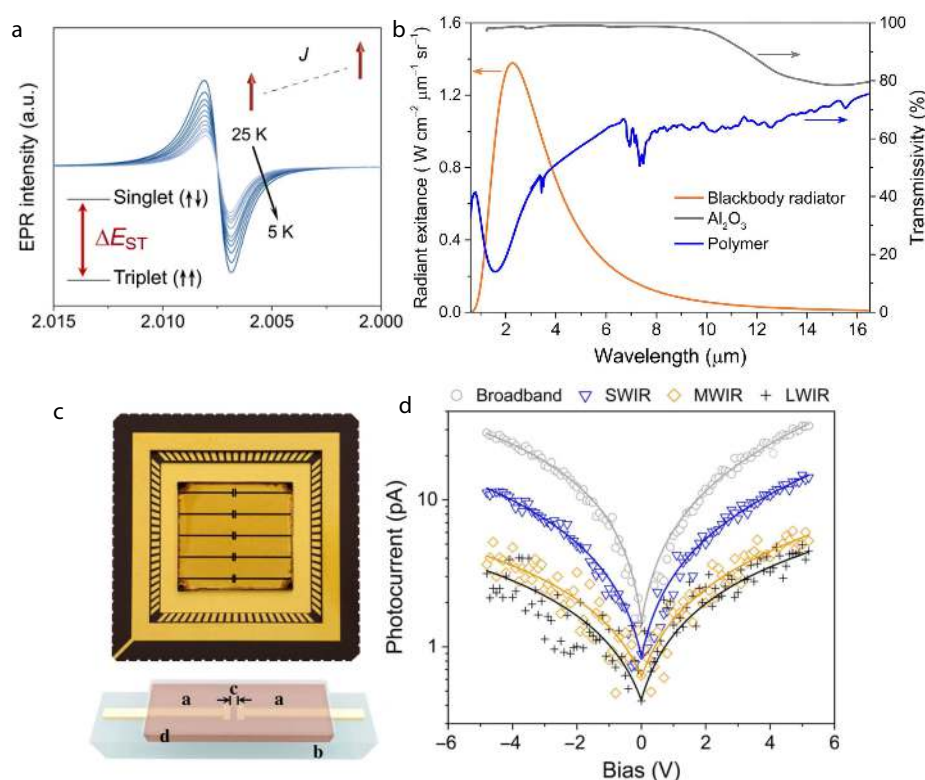 a
EPR intensity (a.u.)
J
25 K
5 K
Singlet (↑↓)
ΔE_ST
Triplet (↑↑)
2.015 2.010 2.005 2.000
b
Radiant exitance ( W cm⁻² μm⁻¹ sr⁻¹)
1.6
1.2
0.8
0.4
0.0
100
80
60
40
20
0
Transmissivity (%)
Blackbody radiator
Al₂O₃
Polymer
2 4 6 8 10 12 14 16
Wavelength (μm)
c
a c a
d b
d
Broadband SWIR MWIR LWIR
Photocurrent (pA)
10
1
−6 −4 −2 0 2 4 6
Bias (V)